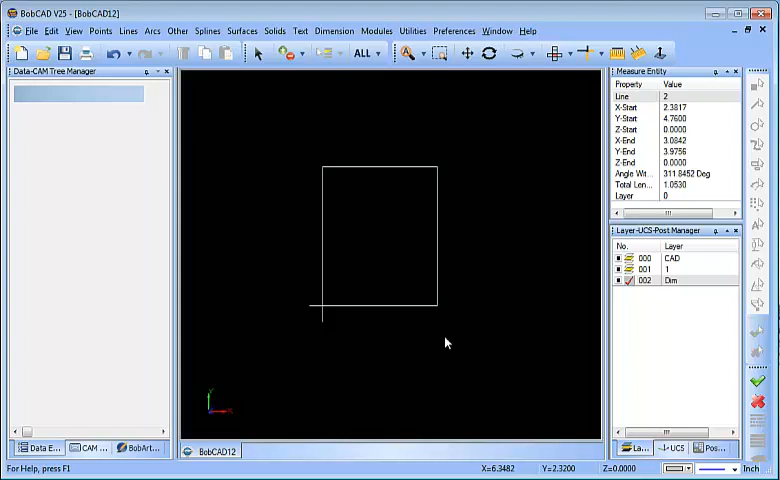 BobCAD V25 - [BobCAD12]
File Edit View Points Lines Arcs Other Splines Surfaces Solids Text Dimension Modules Utilities Preferences Window Help
ALL
Data-CAM Tree Manager
Measure Entity
Property Value
Line 2
X-Start 2.3817
Y-Start 4.7600
Z-Start 0.0000
X-End 3.0842
Y-End 3.9756
Z-End 0.0000
Angle Wit... 311.8452 Deg
Total Len... 1.0530
Layer 0
Layer-UCS-Post Manager
No. Layer
000 CAD
001 1
002 Dim
Y
X
Data E...
CAM ...
BobArt...
BobCAD12
La...
UCS
Pos...
For Help, press F1
X=6.3482 Y=2.3200 Z=0.0000
Inch